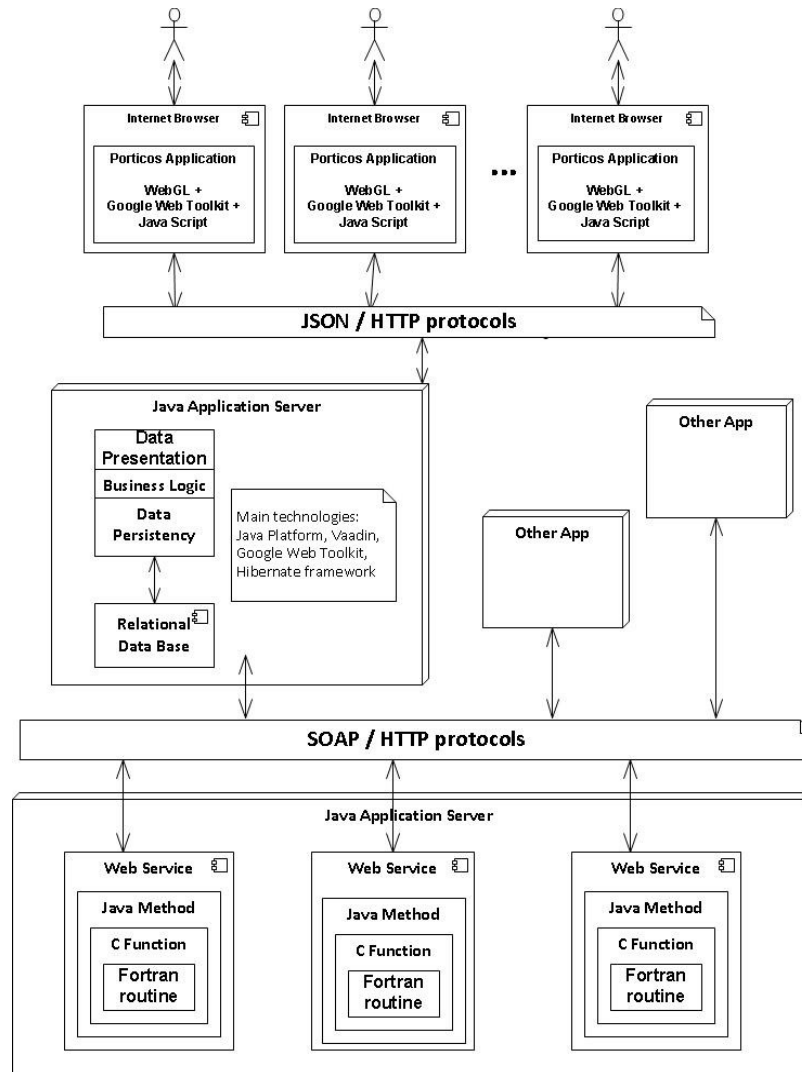 Internet Browser
Porticos Application
WebGL +
Google Web Toolkit +
Java Script
Internet Browser
Porticos Application
WebGL +
Google Web Toolkit +
Java Script
...
Internet Browser
Porticos Application
WebGL +
Google Web Toolkit +
Java Script
JSON / HTTP protocols
Java Application Server
Data
Presentation
Business Logic
Data
Persistency
Relational
Data Base
Main technologies:
Java Platform, Vaadin,
Google Web Toolkit,
Hibernate framework
Other App
Other App
SOAP / HTTP protocols
Java Application Server
Web Service
Java Method
C Function
Fortran
routine
Web Service
Java Method
C Function
Fortran
routine
Web Service
Java Method
C Function
Fortran
routine